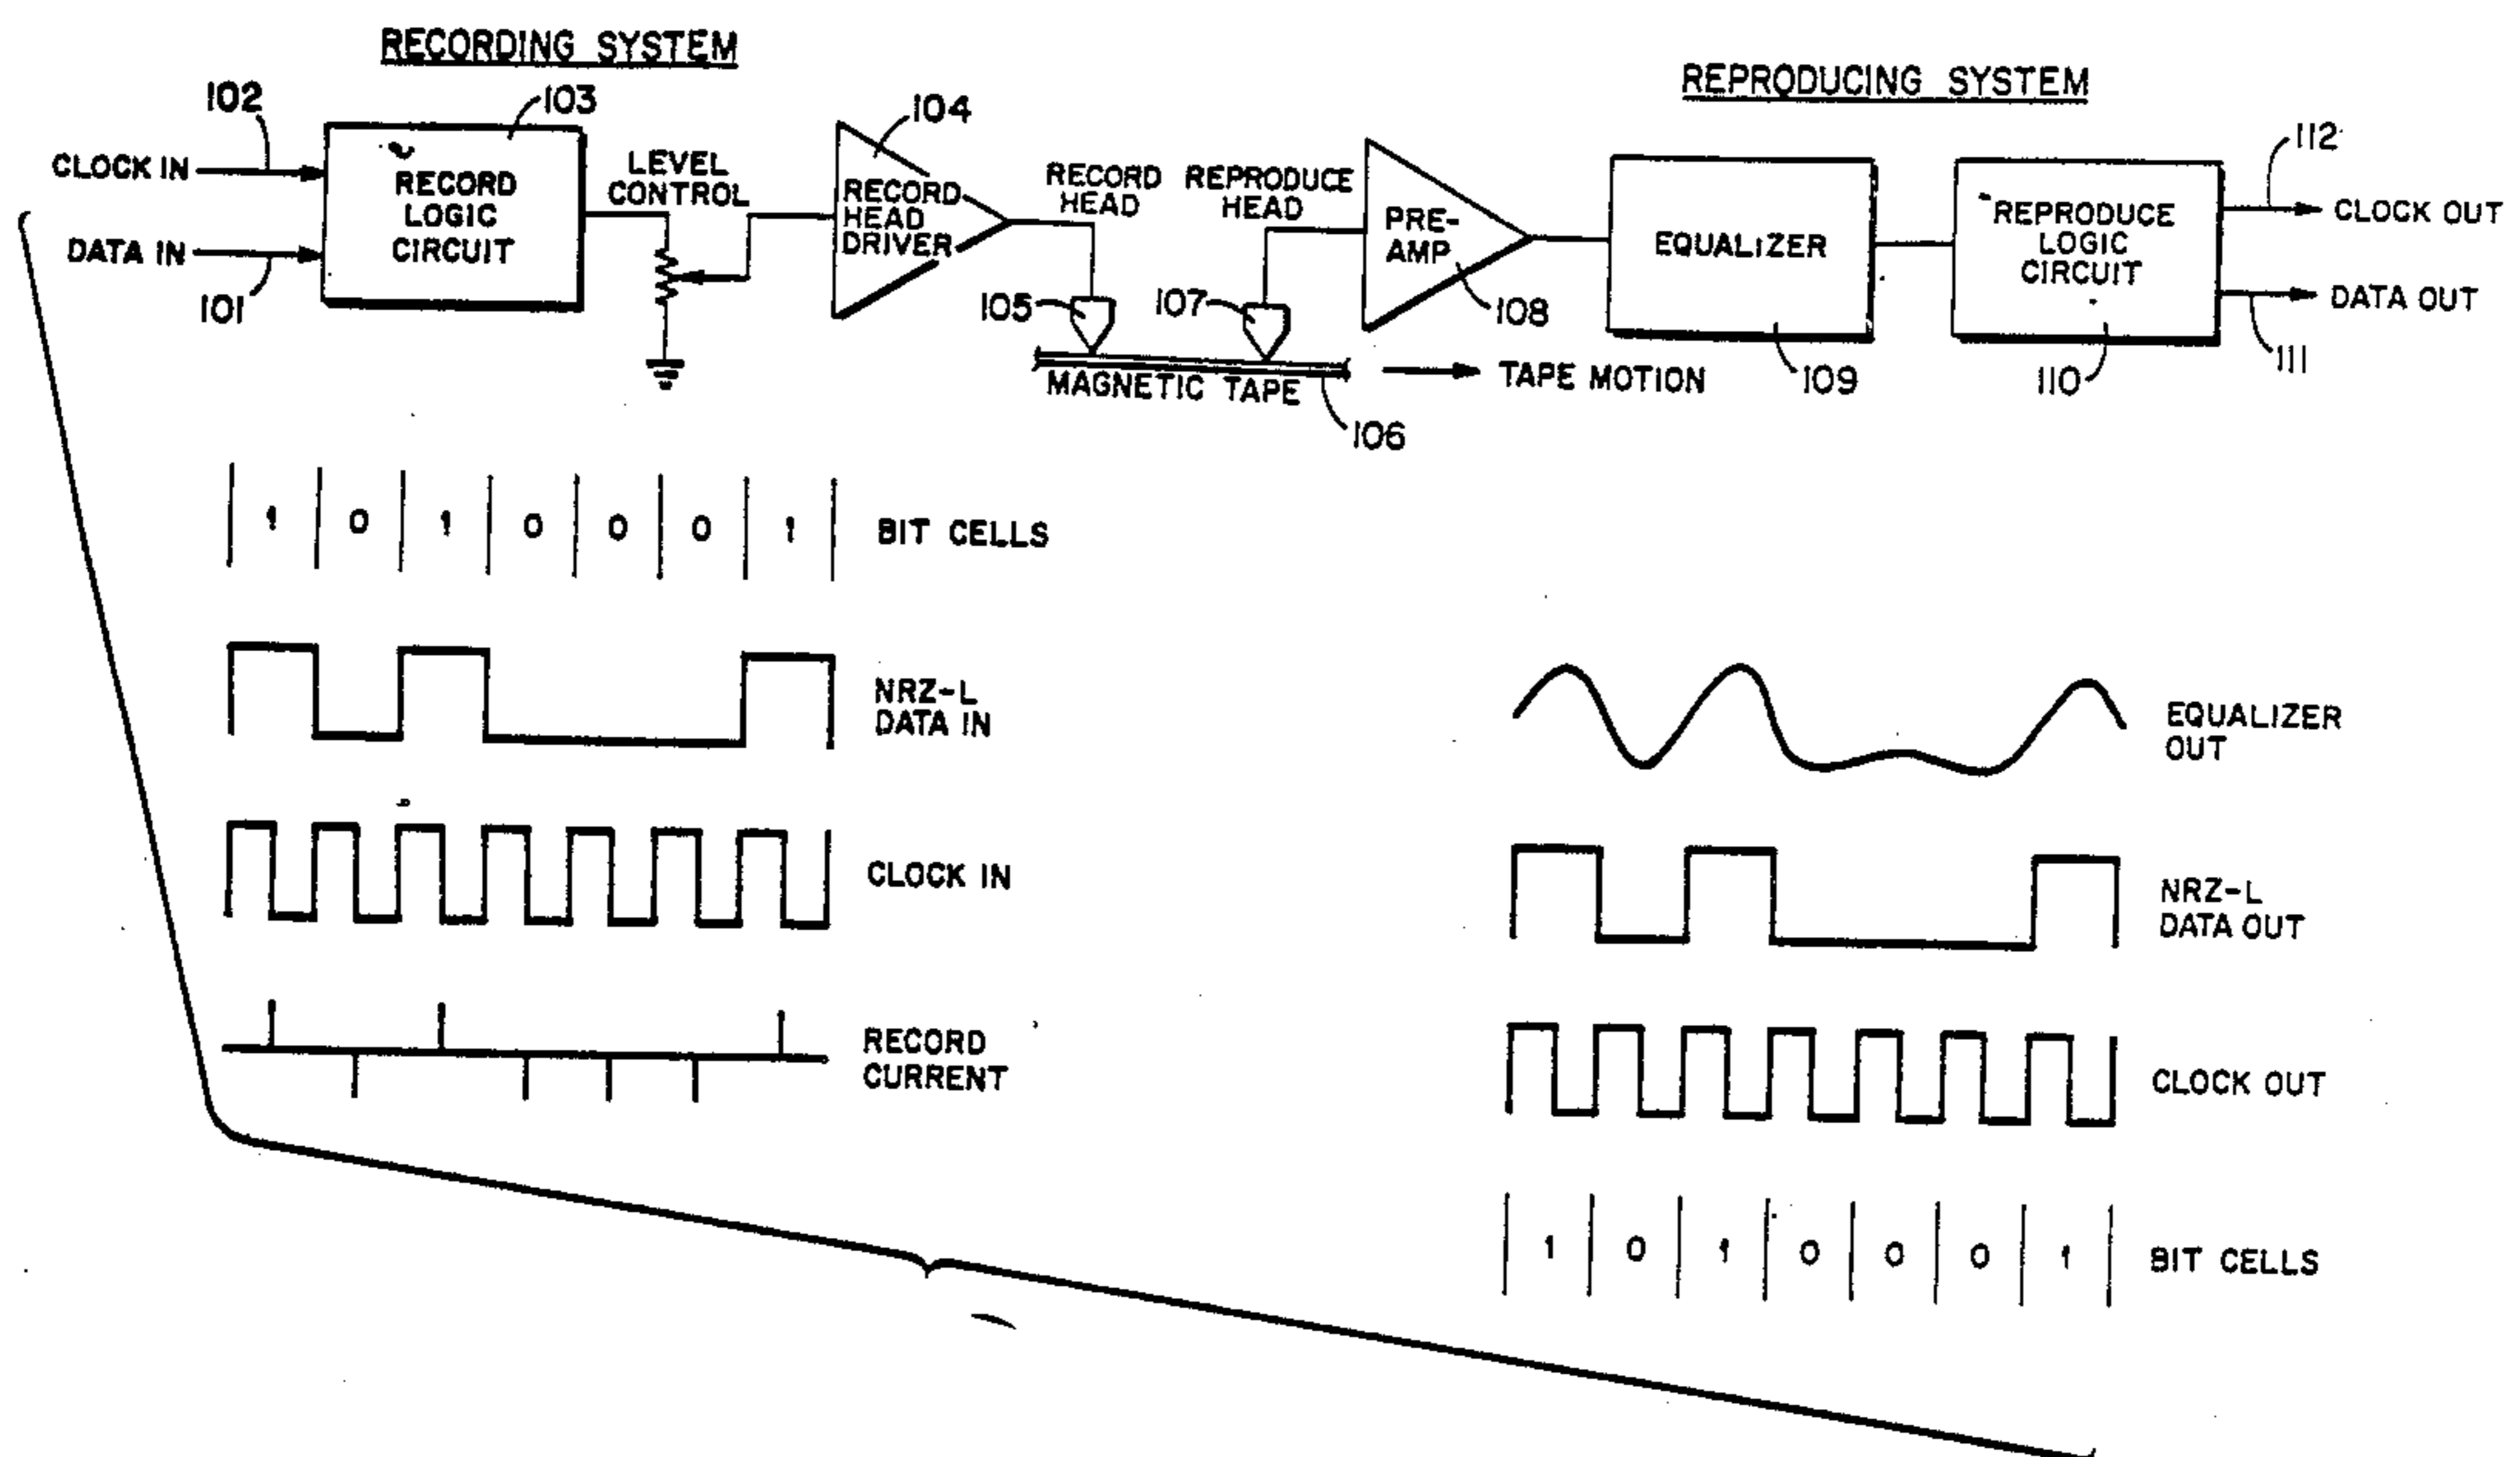 RECORDING SYSTEM
REPRODUCING SYSTEM
102
103
104
112
CLOCK IN
RECORD
LOGIC
CIRCUIT
LEVEL
CONTROL
RECORD
HEAD
DRIVER
RECORD
HEAD
REPRODUCE
HEAD
PRE-
AMP
EQUALIZER
REPRODUCE
LOGIC
CIRCUIT
CLOCK OUT
DATA IN
101
105
107
108
DATA OUT
111
MAGNETIC TAPE
TAPE MOTION
109
110
106
1 0 1 0 0 0 1 BIT CELLS
NRZ-L
DATA IN
EQUALIZER
OUT
CLOCK IN
NRZ-L
DATA OUT
RECORD
CURRENT
CLOCK OUT
1 0 1 0 0 0 1 BIT CELLS